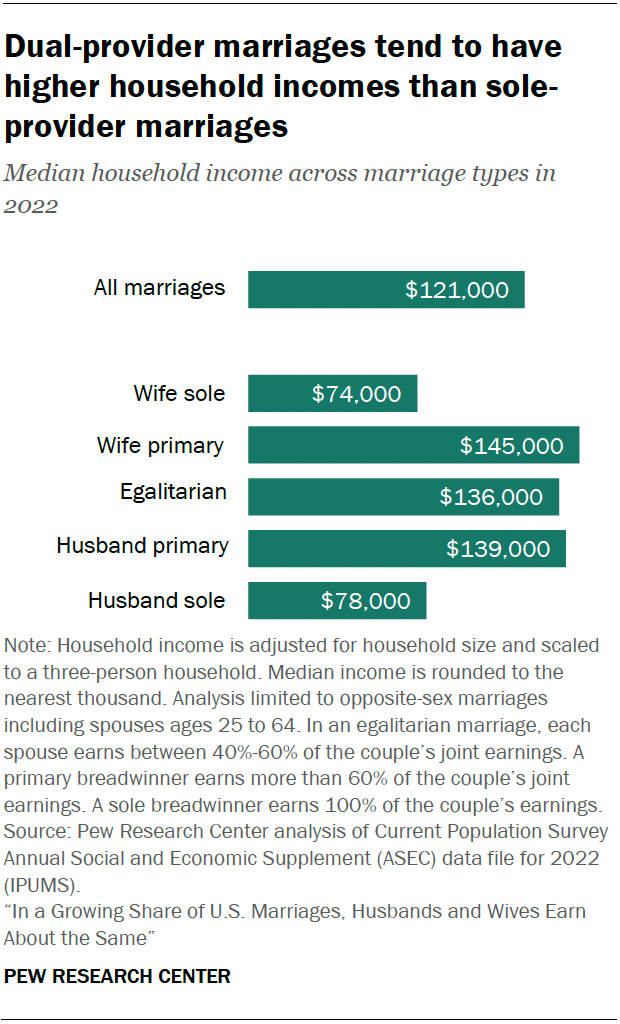 Dual-provider marriages tend to have
higher household incomes than sole-
provider marriages
Median household income across marriage types in
2022
All marriages $121,000
Wife sole $74,000
Wife primary $145,000
Egalitarian $136,000
Husband primary $139,000
Husband sole $78,000
Note: Household income is adjusted for household size and scaled
to a three-person household. Median income is rounded to the
nearest thousand. Analysis limited to opposite-sex marriages
including spouses ages 25 to 64. In an egalitarian marriage, each
spouse earns between 40%-60% of the couple’s joint earnings. A
primary breadwinner earns more than 60% of the couple’s joint
earnings. A sole breadwinner earns 100% of the couple’s earnings.
Source: Pew Research Center analysis of Current Population Survey
Annual Social and Economic Supplement (ASEC) data file for 2022
(IPUMS).
“In a Growing Share of U.S. Marriages, Husbands and Wives Earn
About the Same”
PEW RESEARCH CENTER